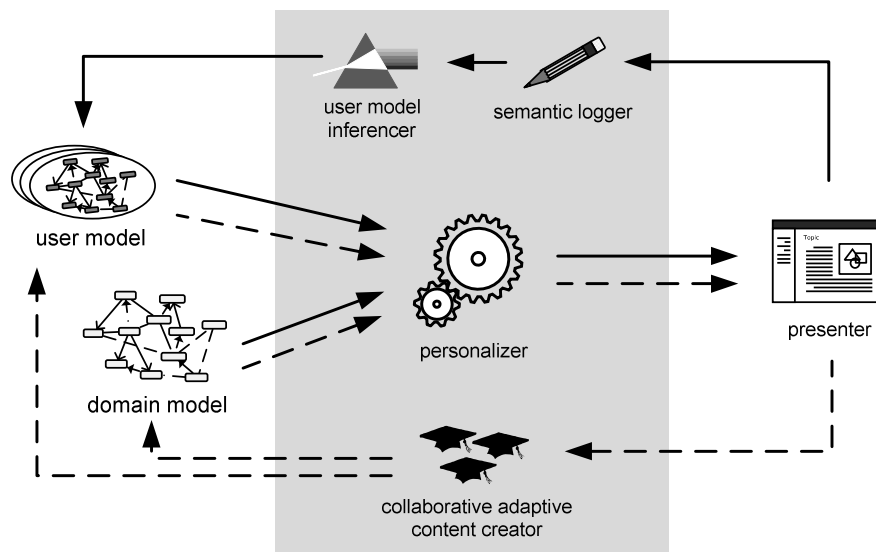 user model
inferencer
semantic logger
user model
Topic
personalizer
presenter
domain model
collaborative adaptive
content creator